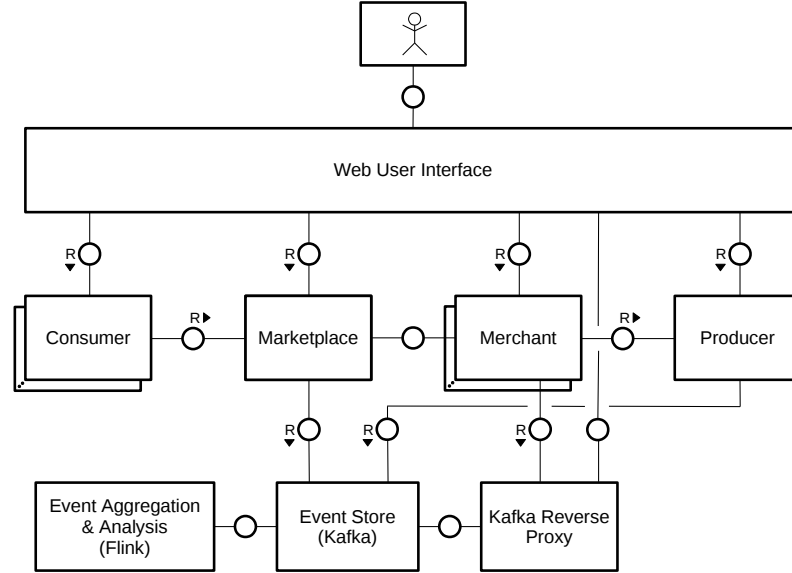 Web User Interface
R
R
R
R
R
R
Consumer
Marketplace
Merchant
Producer
R
R
R
Event Aggregation
& Analysis
(Flink)
Event Store
(Kafka)
Kafka Reverse
Proxy